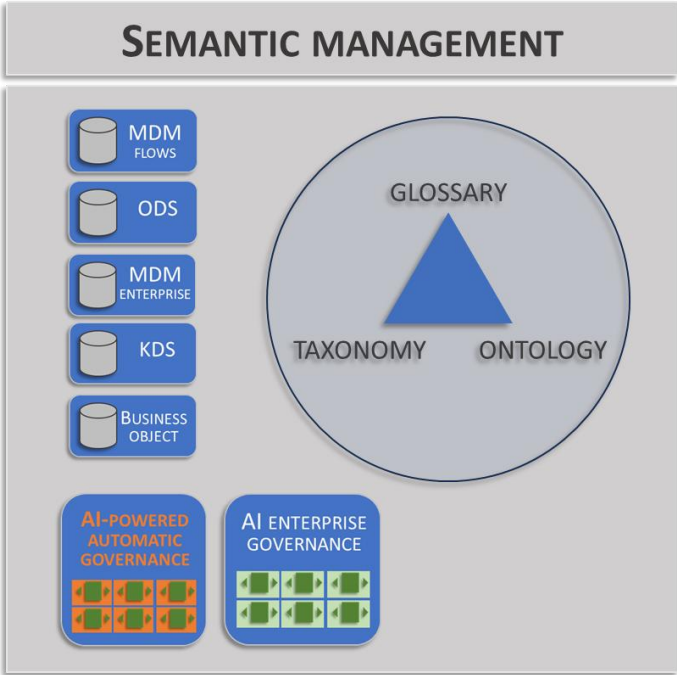 SEMANTIC MANAGEMENT
MDM
FLOWS
ODS
MDM
ENTERPRISE
KDS
BUSINESS
OBJECT
GLOSSARY
TAXONOMY ONTOLOGY
AI-POWERED
AUTOMATIC
GOVERNANCE
AI ENTERPRISE
GOVERNANCE